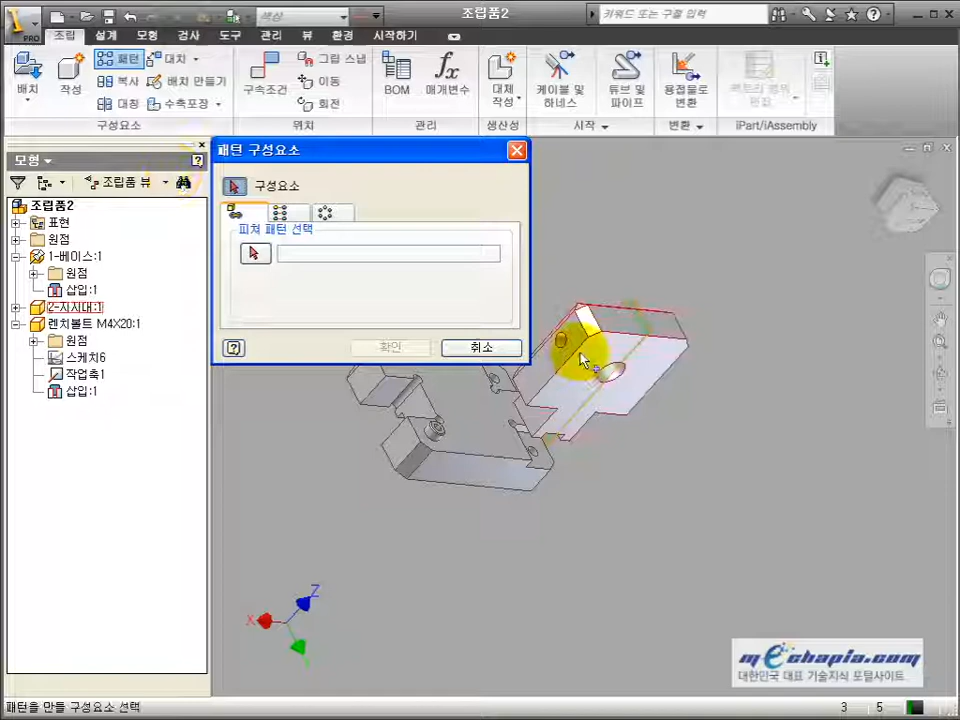 조립품2
색상
키워드 또는 구절 입력
PRO
조립 설계 모형 검사 도구 관리 뷰 환경 시작하기
배치
작성
패턴
복사
대칭
대치
배치 만들기
수축포장
구성요소
구속조건
그립 스냅
이동
회전
위치
BOM
매개변수
관리
대체
작성
생산성
케이블 및
하네스
튜브 및
파이프
시작
용접물로
변환
변환
iPart/iAssembly
모형
조립품 뷰
조립품2
표현
원점
1-베이스:1
원점
삽입:1
2-지지대:1
렌치볼트 M4X20:1
원점
스케치6
작업축1
삽입:1
패턴 구성요소
구성요소
피쳐 패턴 선택
확인
취소
X
Z
mechapia.com
대한민국 대표 기술지식 포털사이트
패턴을 만들 구성요소 선택
3 5